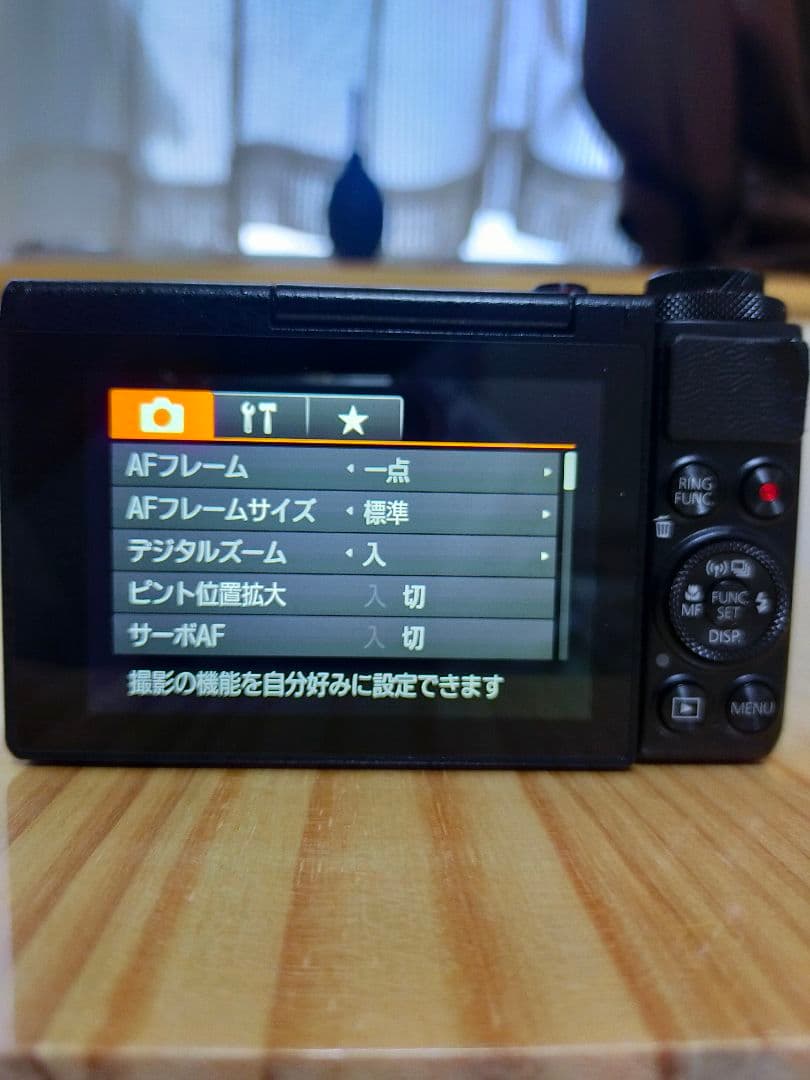 AFフレーム 一点
AFフレームサイズ 標準
デジタルズーム 入
ピント位置拡大 入 切
サーボAF 入 切
撮影の機能を自分好みに設定できます
RING
FUNC.
MF
FUNC.
SET
DISP.
MENU